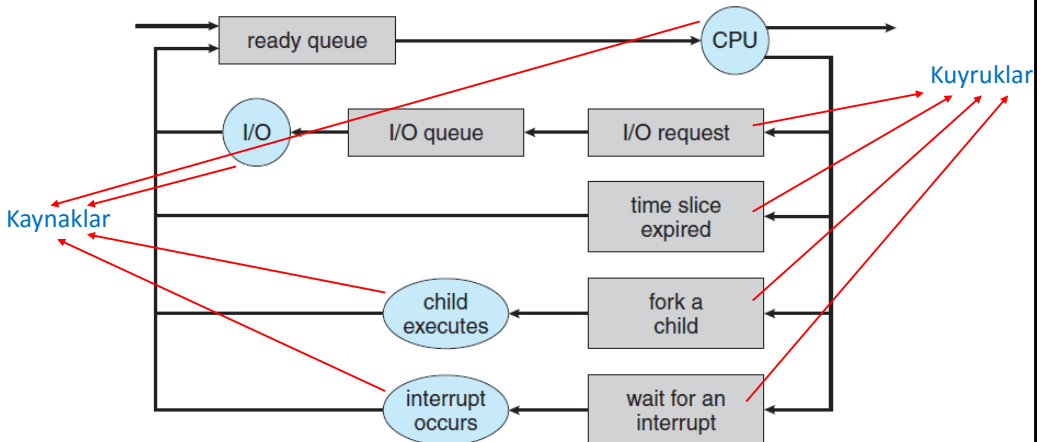 ready queue
CPU
Kuyruklar
I/O
I/O queue
I/O request
Kaynaklar
time slice
expired
child
executes
fork a
child
interrupt
occurs
wait for an
interrupt